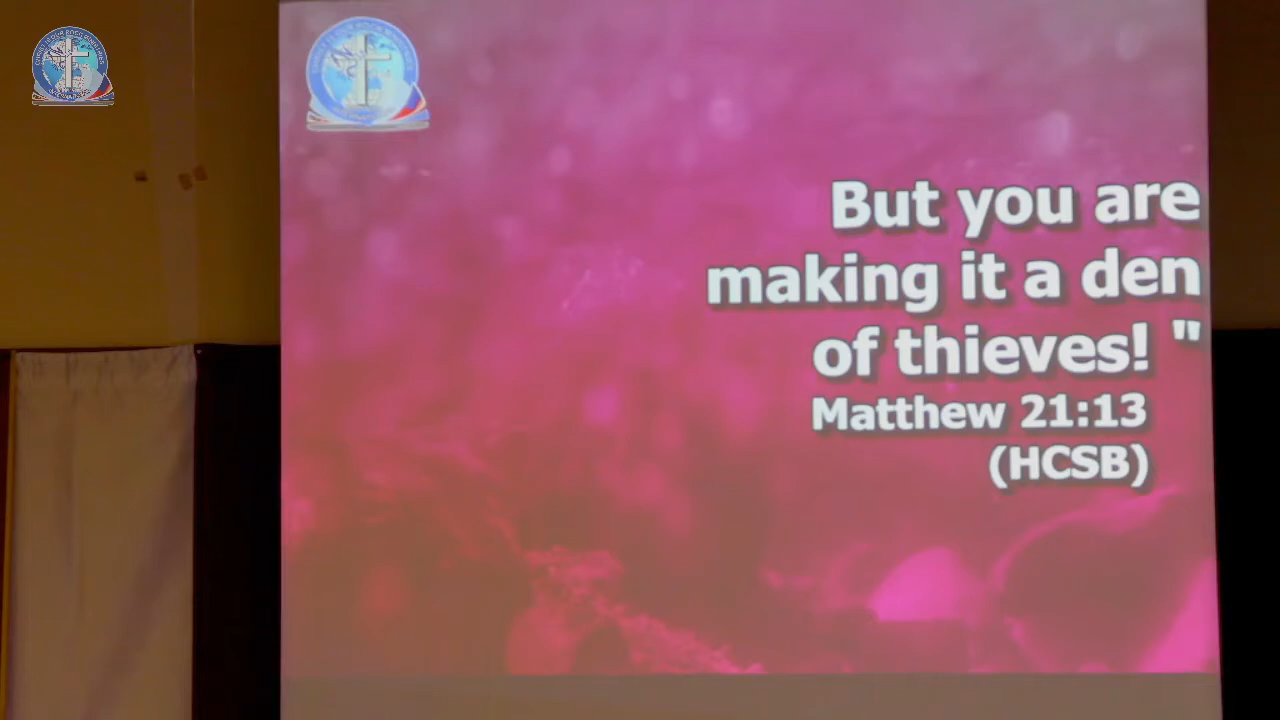 But you are
making it a den
of thieves! "
Matthew 21:13
(HCSB)